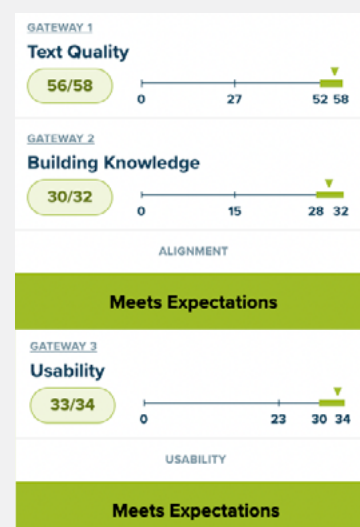 GATEWAY 1
Text Quality
56/58
0 27 52 58
GATEWAY 2
Building Knowledge
30/32
0 15 28 32
ALIGNMENT
Meets Expectations
GATEWAY 3
Usability
33/34
0 23 30 34
USABILITY
Meets Expectations